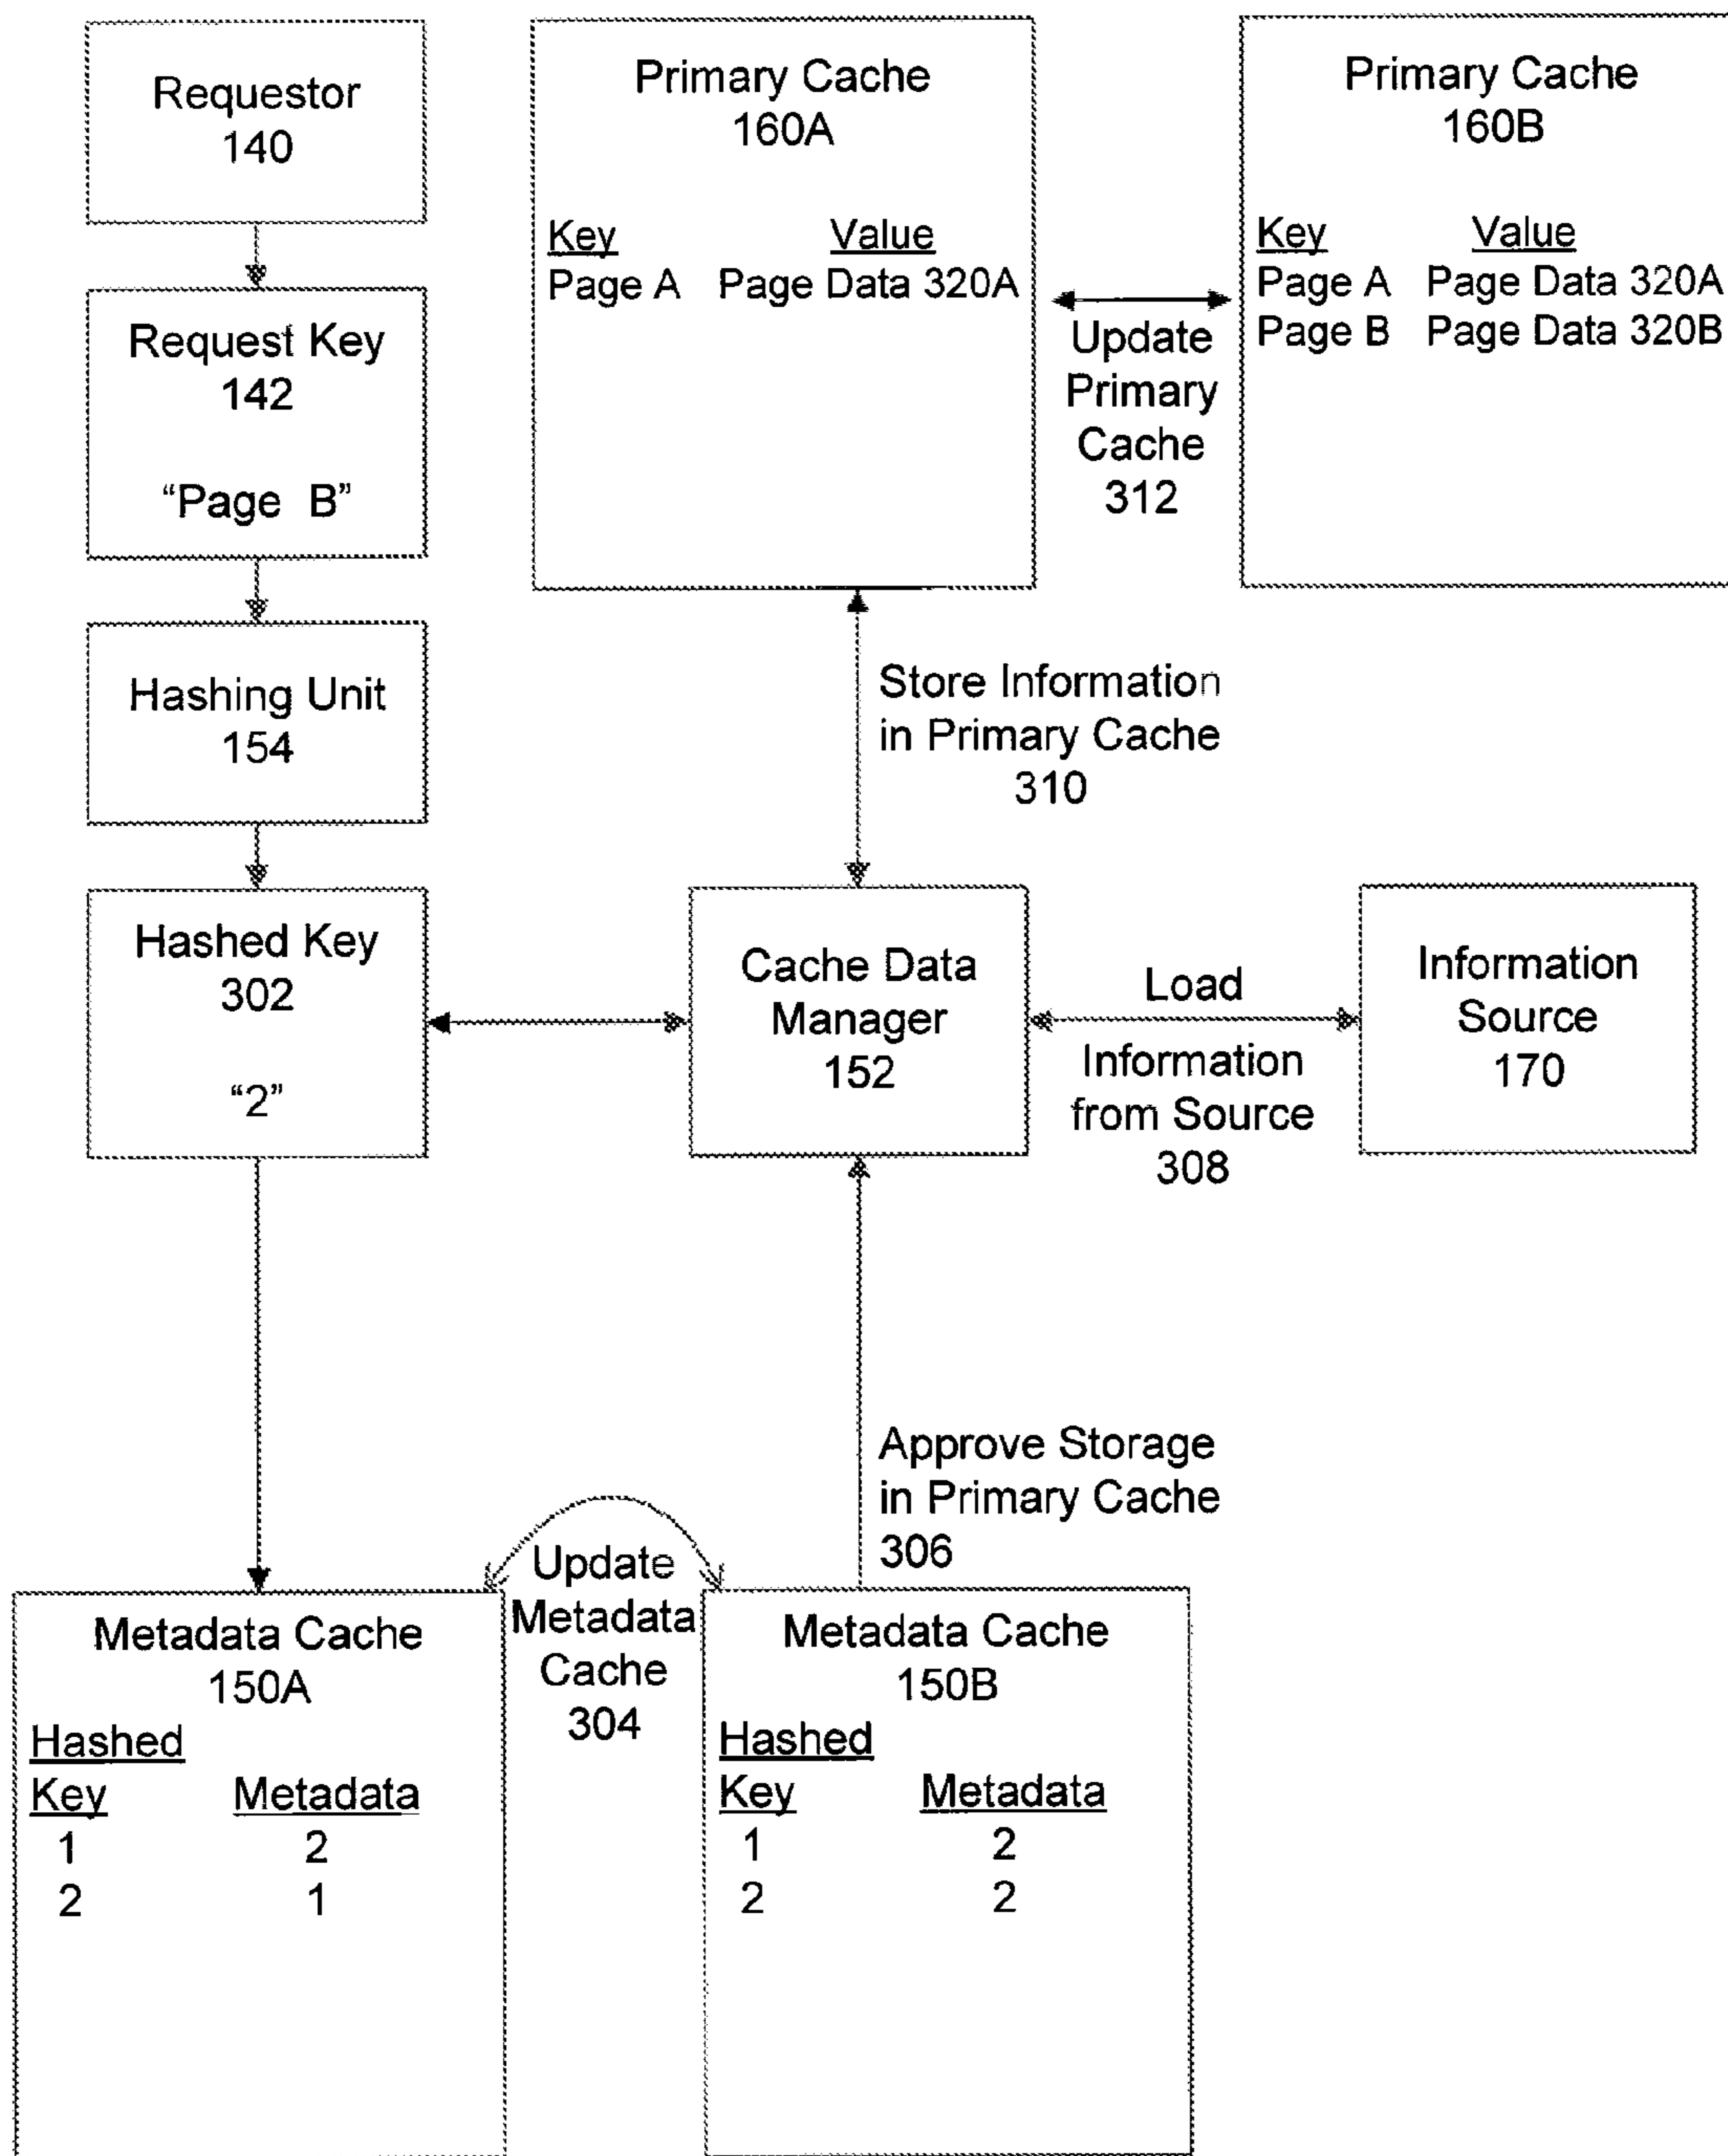 Requestor
140
Request Key
142
“Page B”
Hashing Unit
154
Hashed Key
302
“2”
Primary Cache
160A
Key Value
Page A Page Data 320A
Update
Primary
Cache
312
Primary Cache
160B
Key Value
Page A Page Data 320A
Page B Page Data 320B
Store Information
in Primary Cache
310
Cache Data
Manager
152
Load
Information
from Source
308
Information
Source
170
Approve Storage
in Primary Cache
306
Update
Metadata
Cache
304
Metadata Cache
150A
Hashed
Key Metadata
1 2
2 1
Metadata Cache
150B
Hashed
Key Metadata
1 2
2 2